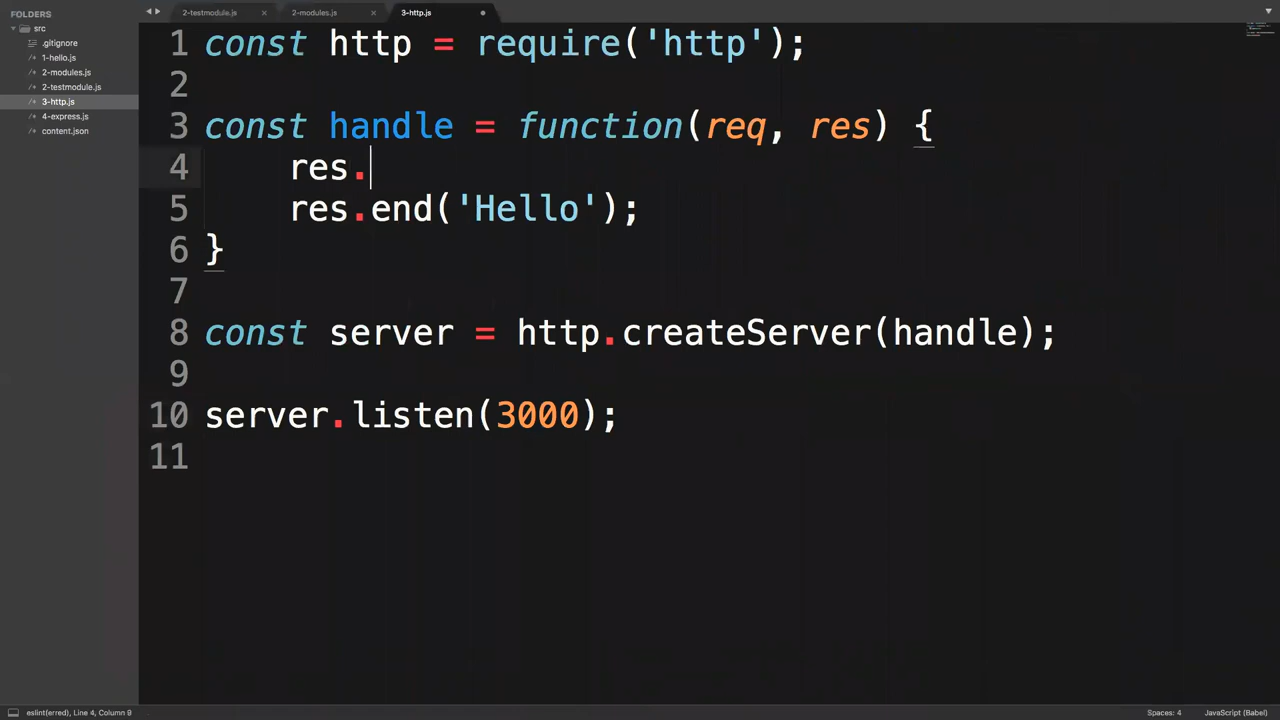 FOLDERS
src
.gitignore
1-hello.js
2-modules.js
2-testmodule.js
3-http.js
4-express.js
content.json
2-testmodule.js × 2-modules.js × 3-http.js
1 const http = require('http');
2
3 const handle = function(req, res) {
4 res.
5 res.end('Hello');
6 }
7
8 const server = http.createServer(handle);
9
10 server.listen(3000);
11
eslint(erred), Line 4, Column 9 Spaces: 4 JavaScript (Babel)